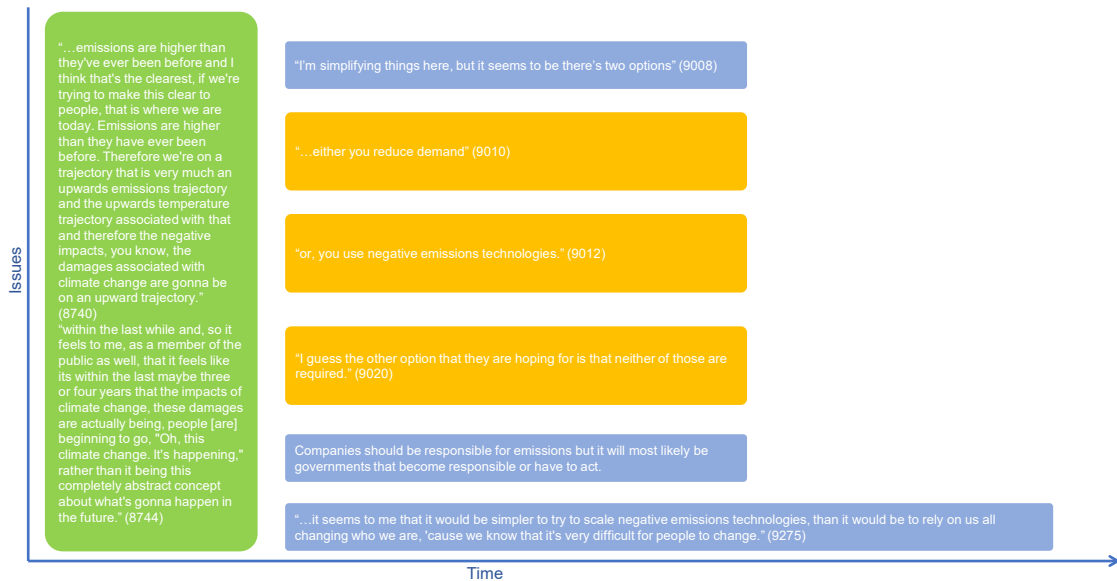 “…emissions are higher than
they've ever been before and I
think that's the clearest, if we're
trying to make this clear to
people, that is where we are
today. Emissions are higher
than they have ever been
before. Therefore we're on a
trajectory that is very much an
upwards emissions trajectory
and the upwards temperature
trajectory associated with that
and therefore the negative
impacts, you know, the
damages associated with
climate change are gonna be
on an upward trajectory.”
(8740)
“within the last while and, so it
feels to me, as a member of the
public as well, that it feels like
its within the last maybe three
or four years that the impacts of
climate change, these damages
are actually being, people [are]
beginning to go, "Oh, this
climate change. It's happening,"
rather than it being this
completely abstract concept
about what's gonna happen in
the future.” (8744)
“I'm simplifying things here, but it seems to be there's two options” (9008)
“…either you reduce demand” (9010)
“or, you use negative emissions technologies.” (9012)
“I guess the other option that they are hoping for is that neither of those are
required.” (9020)
Companies should be responsible for emissions but it will most likely be
governments that become responsible or have to act.
“…it seems to me that it would be simpler to try to scale negative emissions technologies, than it would be to rely on us all
changing who we are, 'cause we know that it's very difficult for people to change.” (9275)
Issues
Time